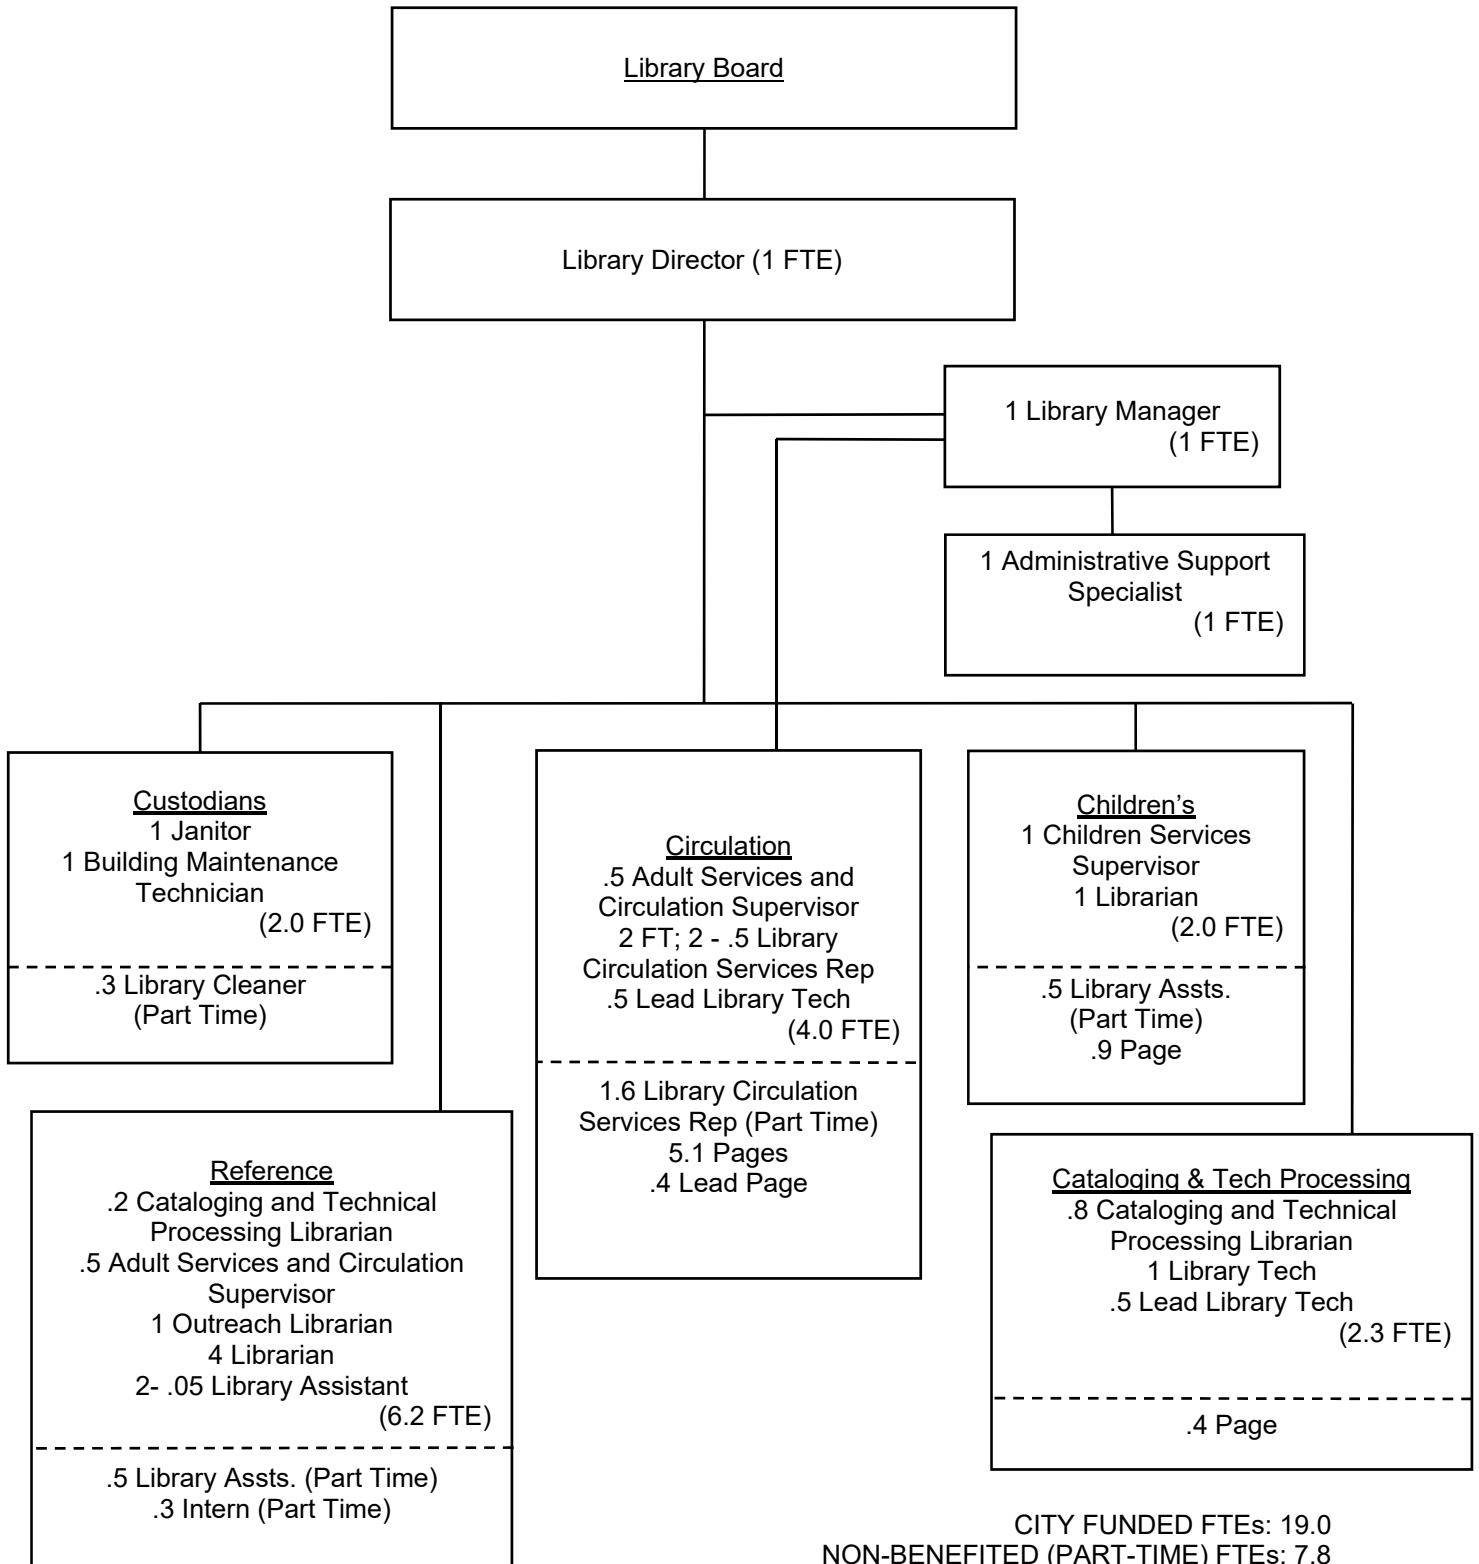 Library Board
Library Director (1 FTE)
1 Library Manager
(1 FTE)
1 Administrative Support
Specialist
(1 FTE)
Custodians
1 Janitor
1 Building Maintenance
Technician
(2.0 FTE)
.3 Library Cleaner
(Part Time)
Circulation
.5 Adult Services and
Circulation Supervisor
2 FT; 2 - .5 Library
Circulation Services Rep
.5 Lead Library Tech
(4.0 FTE)
1.6 Library Circulation
Services Rep (Part Time)
5.1 Pages
.4 Lead Page
Children’s
1 Children Services
Supervisor
1 Librarian
(2.0 FTE)
.5 Library Assts.
(Part Time)
.9 Page
Reference
.2 Cataloging and Technical
Processing Librarian
.5 Adult Services and Circulation
Supervisor
1 Outreach Librarian
4 Librarian
2- .05 Library Assistant
(6.2 FTE)
.5 Library Assts. (Part Time)
.3 Intern (Part Time)
Cataloging & Tech Processing
.8 Cataloging and Technical
Processing Librarian
1 Library Tech
.5 Lead Library Tech
(2.3 FTE)
.4 Page
CITY FUNDED FTEs: 19.0
NON-BENEFITED (PART-TIME) FTEs: 7.8